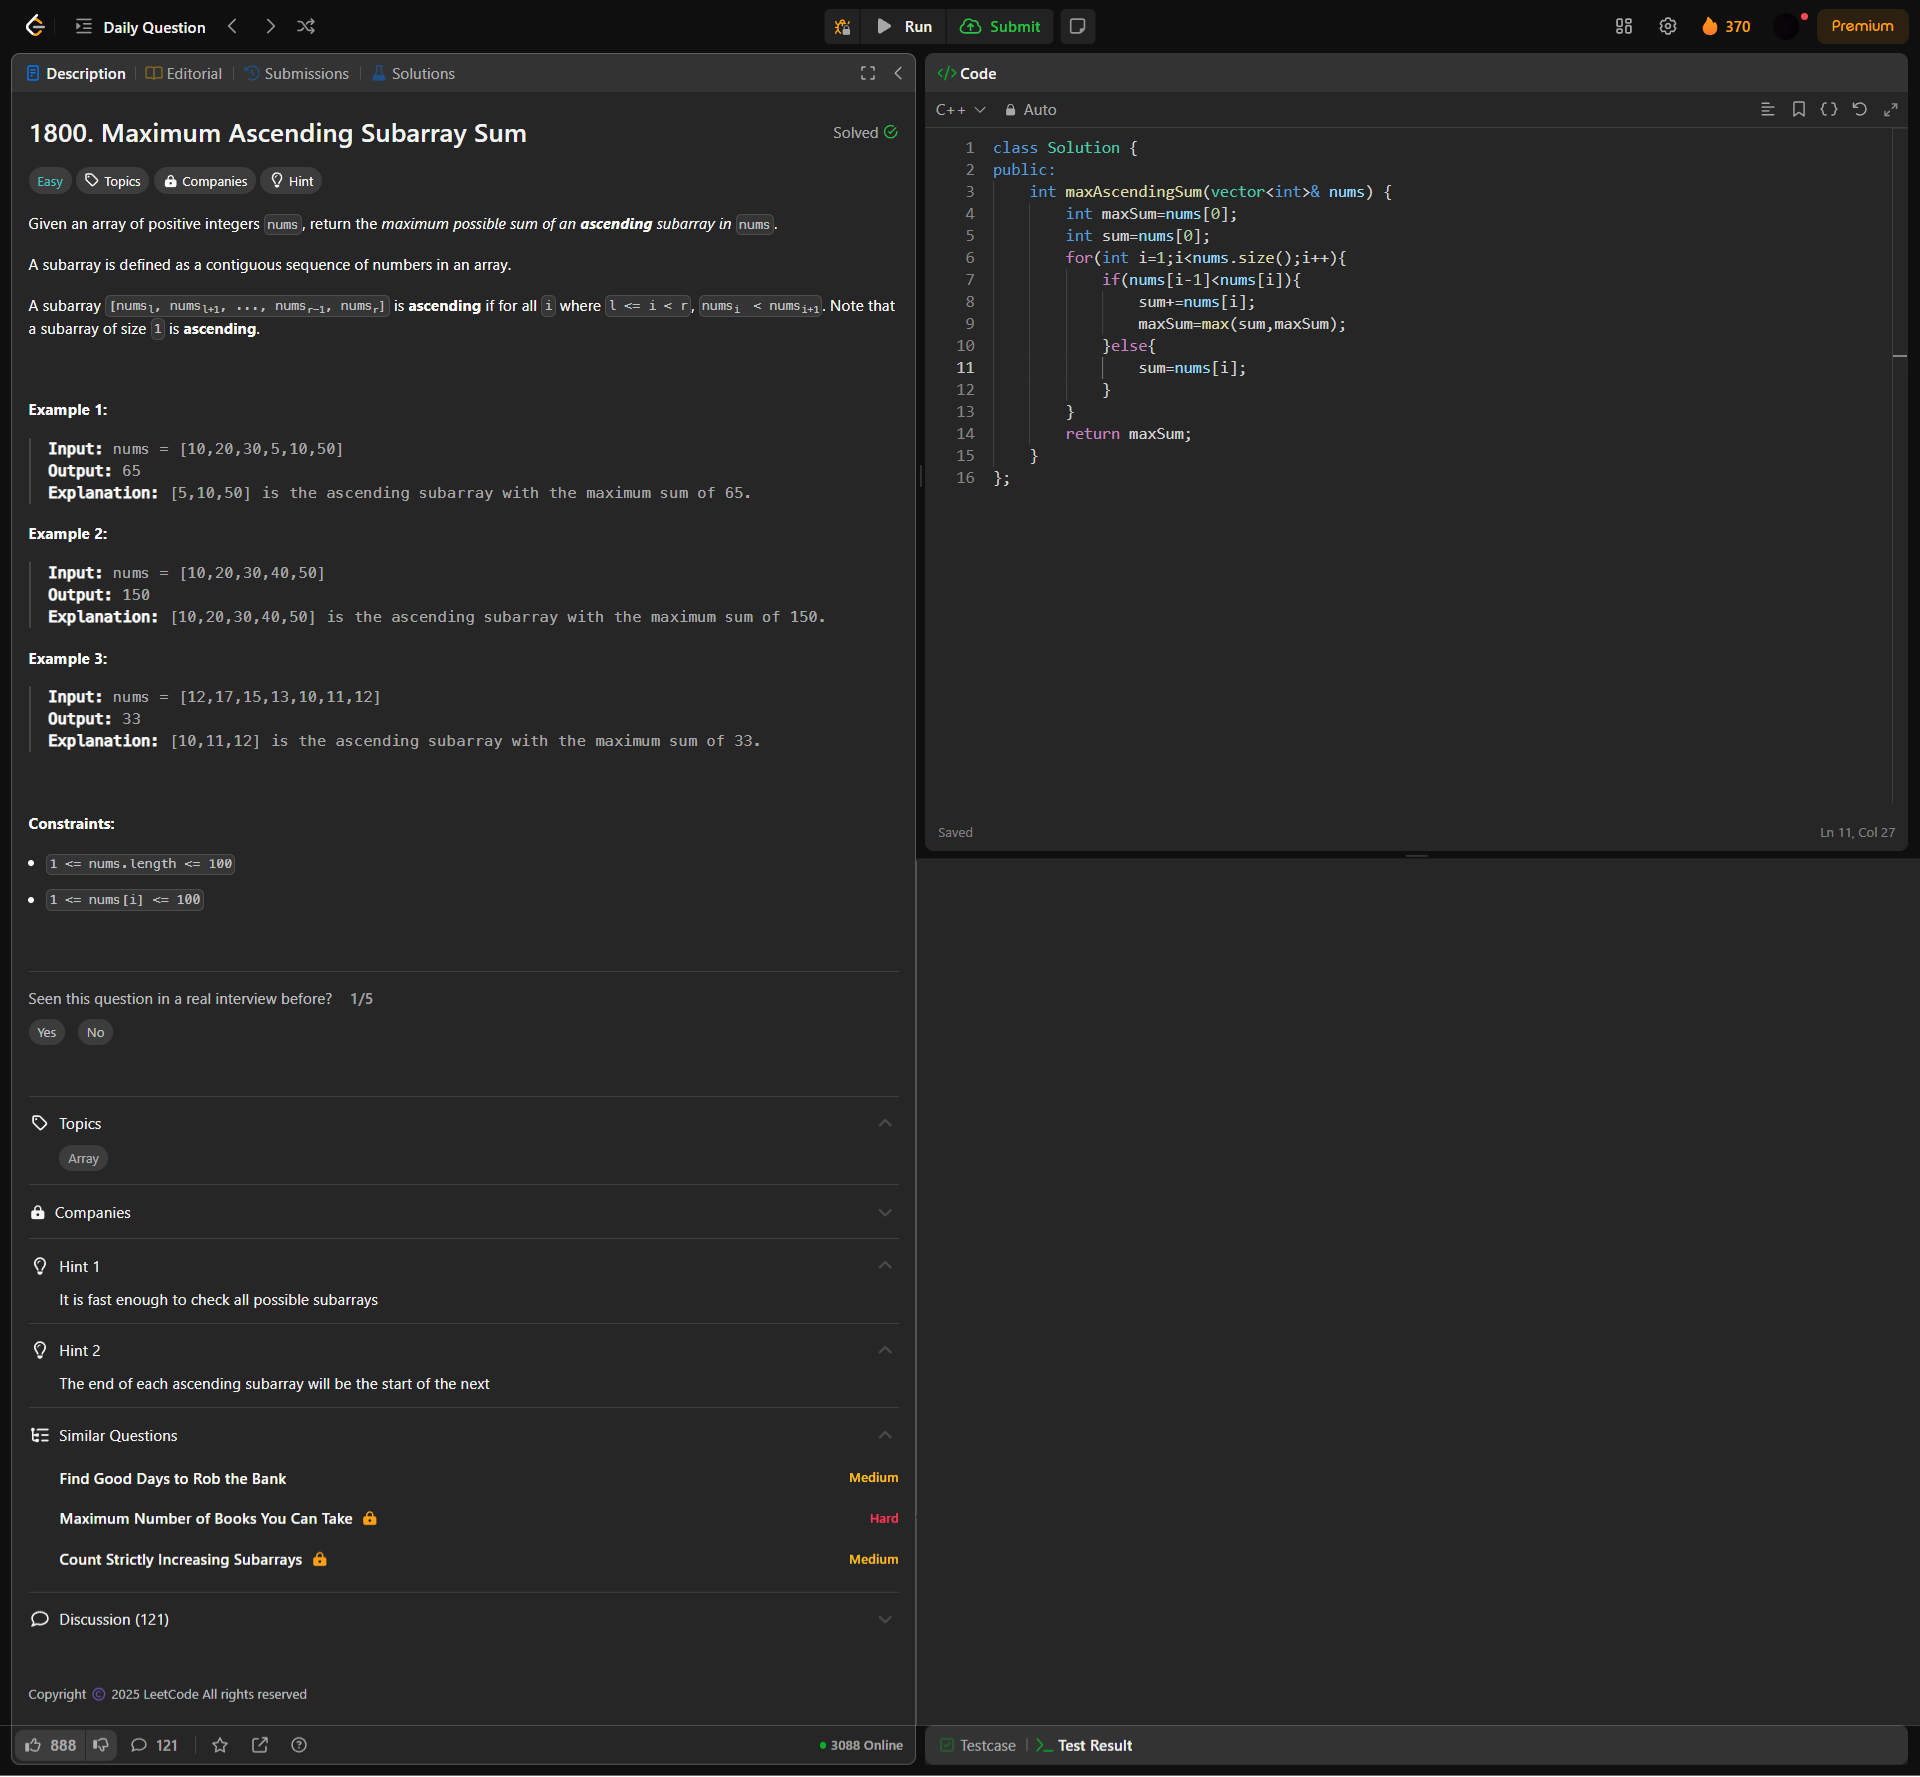 Daily Question
Run
Submit
370
Premium
Description
Editorial
Submissions
Solutions
1800. Maximum Ascending Subarray Sum
Solved
Easy
Topics
Companies
Hint
Given an array of positive integers nums, return the maximum possible sum of an ascending subarray in nums.
A subarray is defined as a contiguous sequence of numbers in an array.
A subarray [nums_l, nums_l+1, ..., nums_r-1, nums_r] is ascending if for all i where l <= i < r, nums_i < nums_i+1. Note that
a subarray of size 1 is ascending.
Example 1:
Input: nums = [10,20,30,5,10,50]
Output: 65
Explanation: [5,10,50] is the ascending subarray with the maximum sum of 65.
Example 2:
Input: nums = [10,20,30,40,50]
Output: 150
Explanation: [10,20,30,40,50] is the ascending subarray with the maximum sum of 150.
Example 3:
Input: nums = [12,17,15,13,10,11,12]
Output: 33
Explanation: [10,11,12] is the ascending subarray with the maximum sum of 33.
Constraints:
• 1 <= nums.length <= 100
• 1 <= nums[i] <= 100
Seen this question in a real interview before? 1/5
Yes
No
Topics
Array
Companies
Hint 1
It is fast enough to check all possible subarrays
Hint 2
The end of each ascending subarray will be the start of the next
Similar Questions
Find Good Days to Rob the Bank Medium
Maximum Number of Books You Can Take Hard
Count Strictly Increasing Subarrays Medium
Discussion (121)
Copyright © 2025 LeetCode All rights reserved
888
121
3088 Online
</> Code
C++
Auto
1 class Solution {
2 public:
3     int maxAscendingSum(vector<int>& nums) {
4         int maxSum=nums[0];
5         int sum=nums[0];
6         for(int i=1;i<nums.size();i++){
7             if(nums[i-1]<nums[i]){
8                 sum+=nums[i];
9                 maxSum=max(sum,maxSum);
10             }else{
11                 sum=nums[i];
12             }
13         }
14         return maxSum;
15     }
16 };
Saved
Ln 11, Col 27
Testcase
Test Result